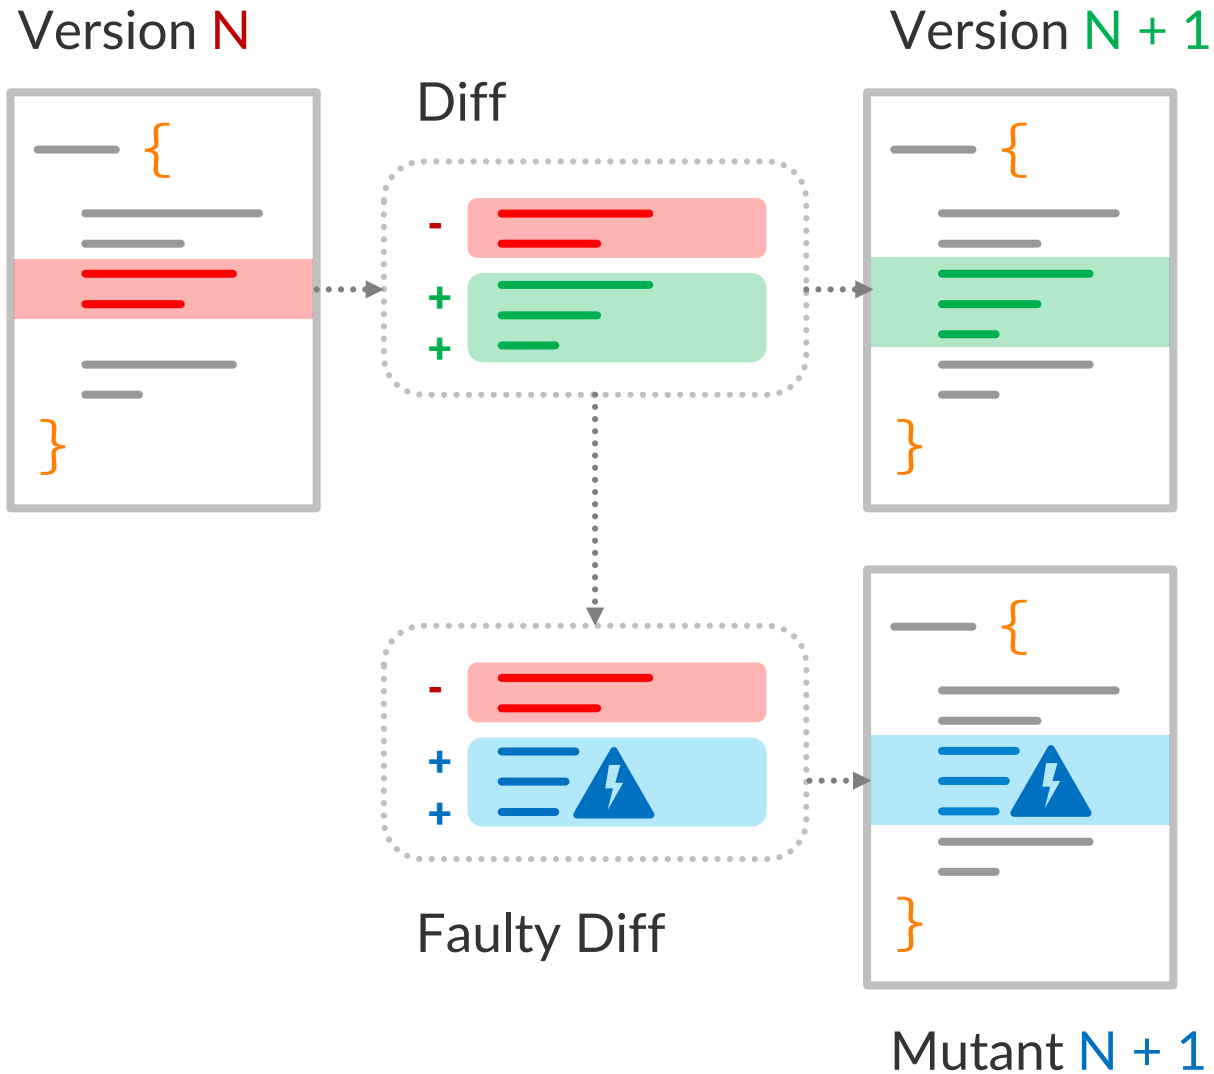 Version N
Version N + 1
Diff
{
{
-
+
+
}
}
{
-
+
+
}
Faulty Diff
Mutant N + 1